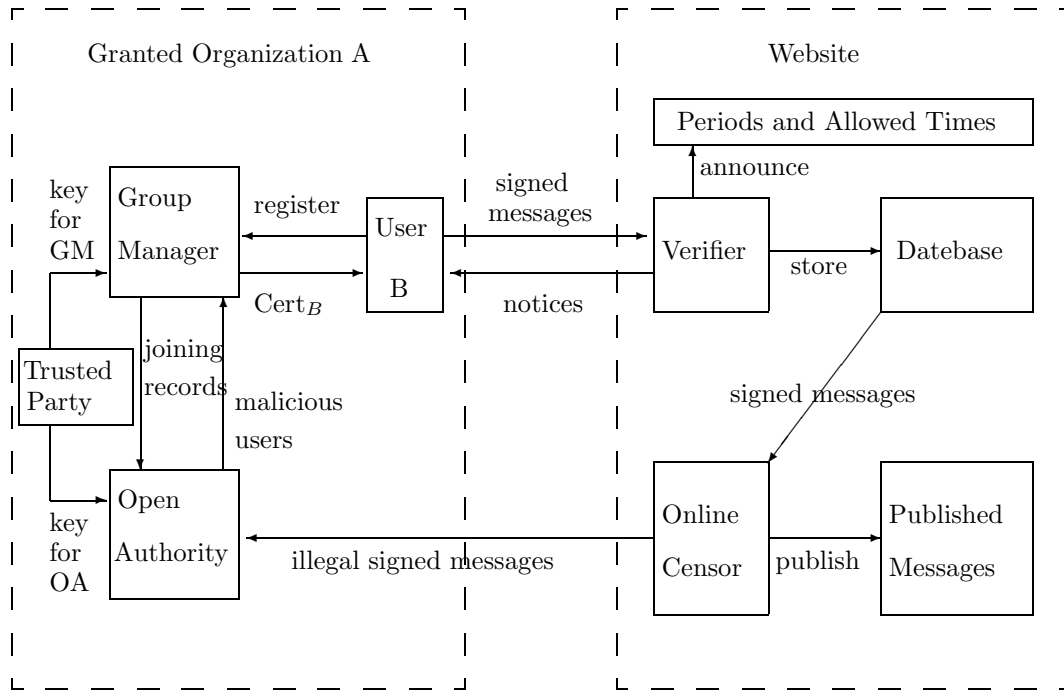 Granted Organization A
Website
Periods and Allowed Times
announce
key
for
GM
Group
Manager
register
Cert_B
User
B
signed
messages
notices
Verifier
store
Datebase
Trusted
Party
joining
records
malicious
users
signed messages
key
for
OA
Open
Authority
illegal signed messages
Online
Censor
publish
Published
Messages